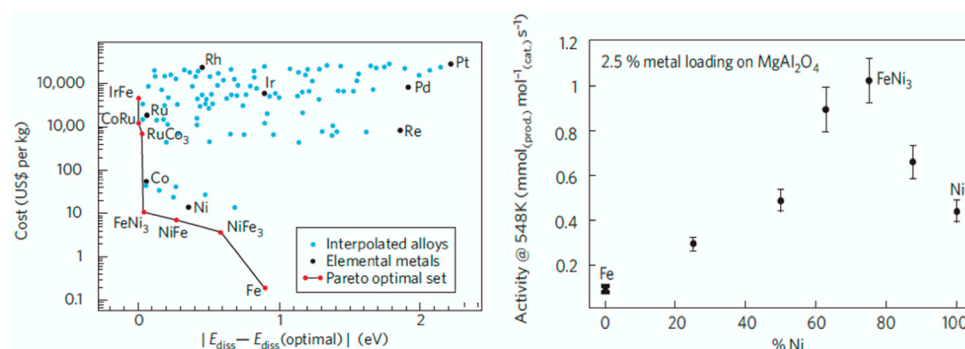 Cost (US$ per kg)
10,000
10,000
100
10
1
0.1
Rh
Pt
IrFe
Ir
Pd
Ru
CoRu
RuCo₃
Re
Co
Ni
FeNi₃
NiFe
NiFe₃
Fe
Interpolated alloys
Elemental metals
Pareto optimal set
0
1
2
| E_diss — E_diss(optimal) | (eV)
Activity @ 548K (mmol(prod.) mol⁻¹(cat.) s⁻¹)
1.2
1
0.8
0.6
0.4
0.2
2.5 % metal loading on MgAl₂O₄
FeNi₃
Ni
Fe
0
20
40
60
80
100
% Ni